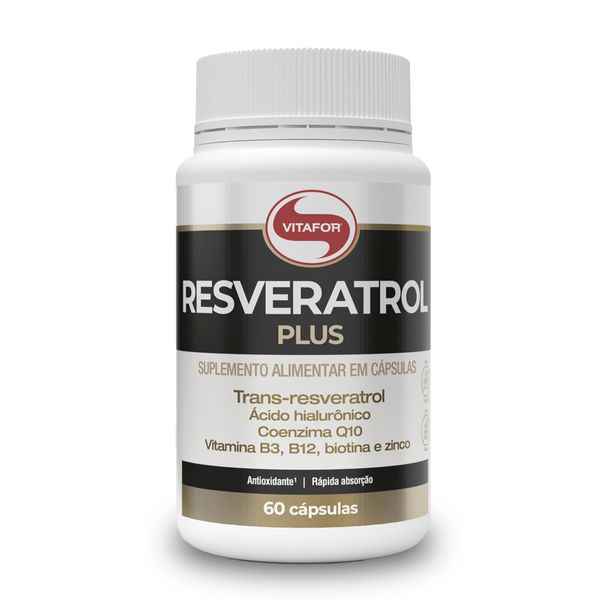 VITAFOR®
RESVERATROL
PLUS
SUPLEMENTO ALIMENTAR EM CÁPSULAS
Trans-resveratrol
Ácido hialurônico
Coenzima Q10
Vitamina B3, B12, biotina e zinco
Antioxidante¹ | Rápida absorção
60 cápsulas